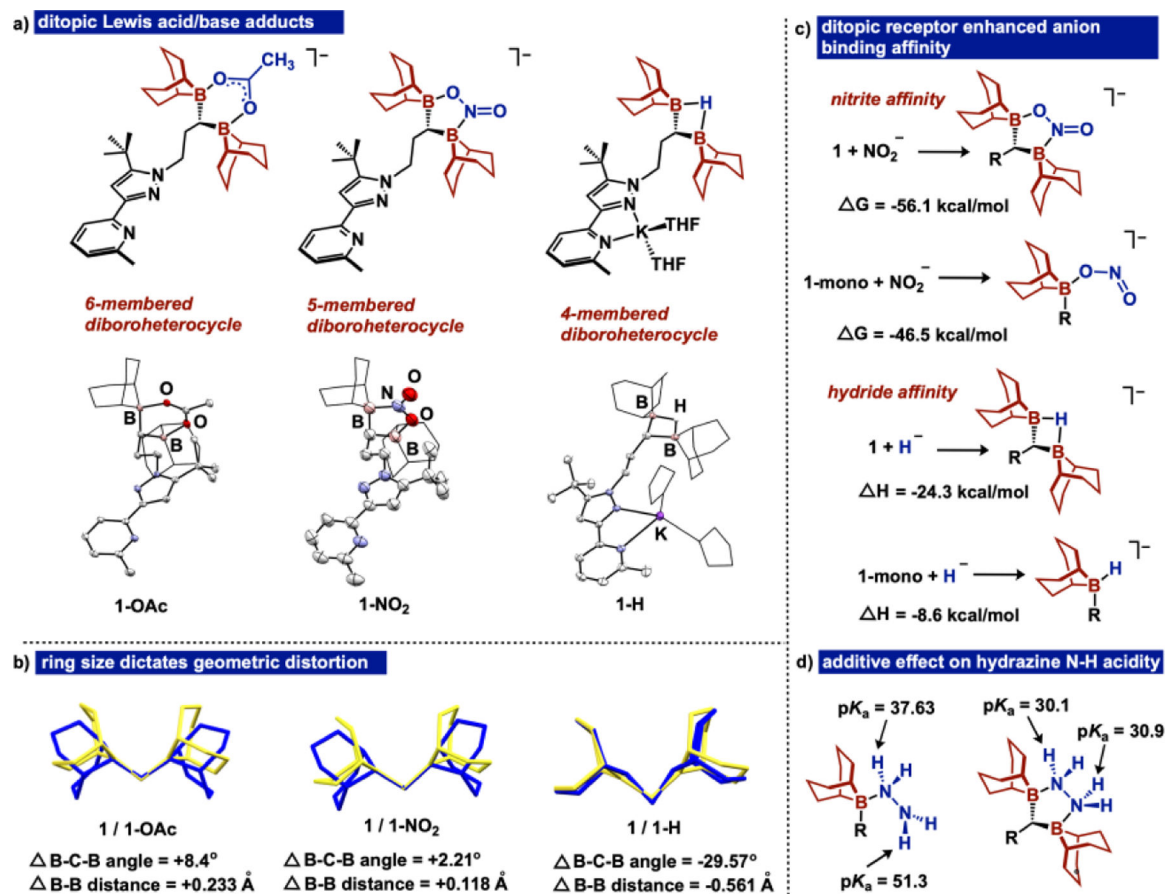 a) ditopic Lewis acid/base adducts
O
CH3
B
O
B
N
N
N
⁻
B
O
N
O
B
N
N
N
⁻
B
H
B
N
N
N
K
THF
THF
6-membered
diboroheterocycle
5-membered
diboroheterocycle
4-membered
diboroheterocycle
O
B
O
B
1-OAc
O
N
O
B
B
1-NO2
B
H
B
K
1-H
b) ring size dictates geometric distortion
1 / 1-OAc
△ B-C-B angle = +8.4°
△ B-B distance = +0.233 Å
1 / 1-NO2
△ B-C-B angle = +2.21°
△ B-B distance = +0.118 Å
1 / 1-H
△ B-C-B angle = -29.57°
△ B-B distance = -0.561 Å
c) ditopic receptor enhanced anion
binding affinity
nitrite affinity
1 + NO2⁻
B
O
N=O
B
R
⁻
△G = -56.1 kcal/mol
1-mono + NO2⁻
B
O
N
O
R
⁻
△G = -46.5 kcal/mol
hydride affinity
1 + H⁻
B
H
B
R
⁻
△H = -24.3 kcal/mol
1-mono + H⁻
H
B
R
⁻
△H = -8.6 kcal/mol
d) additive effect on hydrazine N-H acidity
pKa = 37.63
H
H
B
N
R
N
H
H
51.3
pKa = 30.1
pKa = 30.9
H
H
H
N
B
N
H
R
B